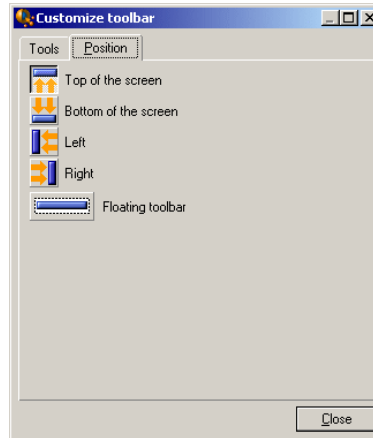 Customize toolbar
Tools Position
Top of the screen
Bottom of the screen
Left
Right
Floating toolbar
Close